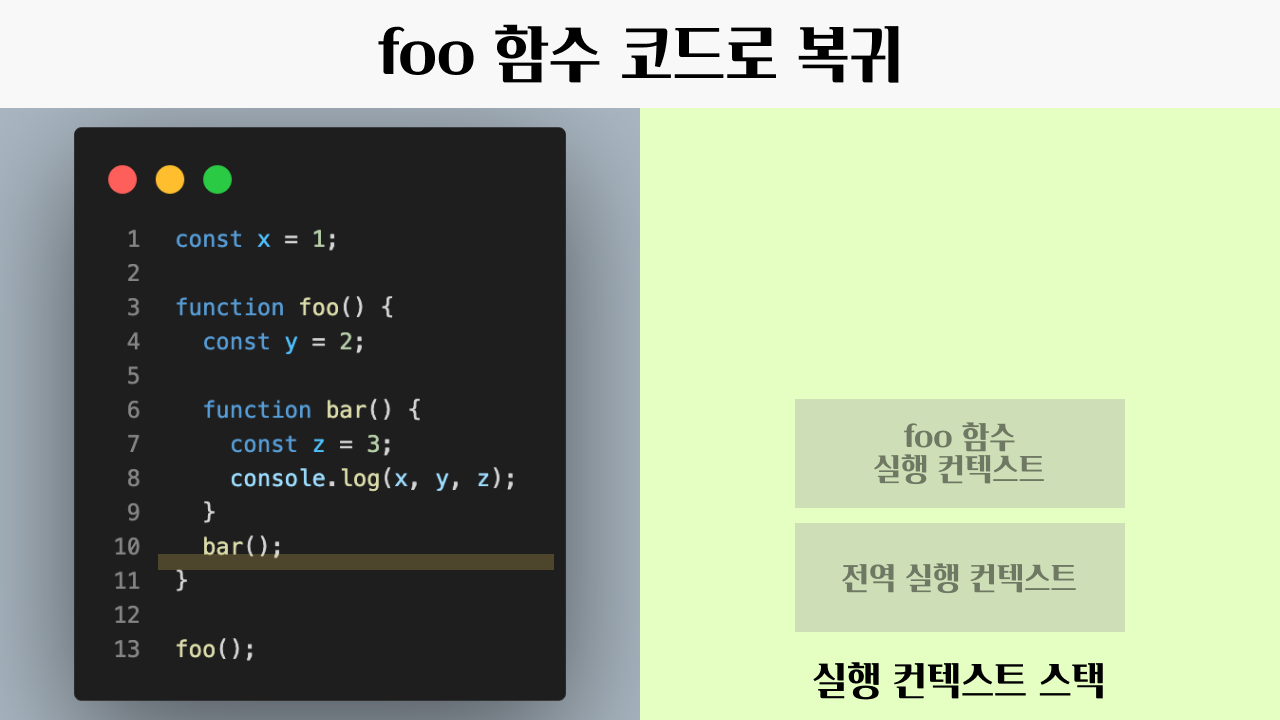 foo 함수 코드로 복귀
1 const x = 1;
2
3 function foo() {
4   const y = 2;
5
6   function bar() {
7     const z = 3;
8     console.log(x, y, z);
9   }
10   bar();
11 }
12
13 foo();
foo 함수
실행 컨텍스트
전역 실행 컨텍스트
실행 컨텍스트 스택